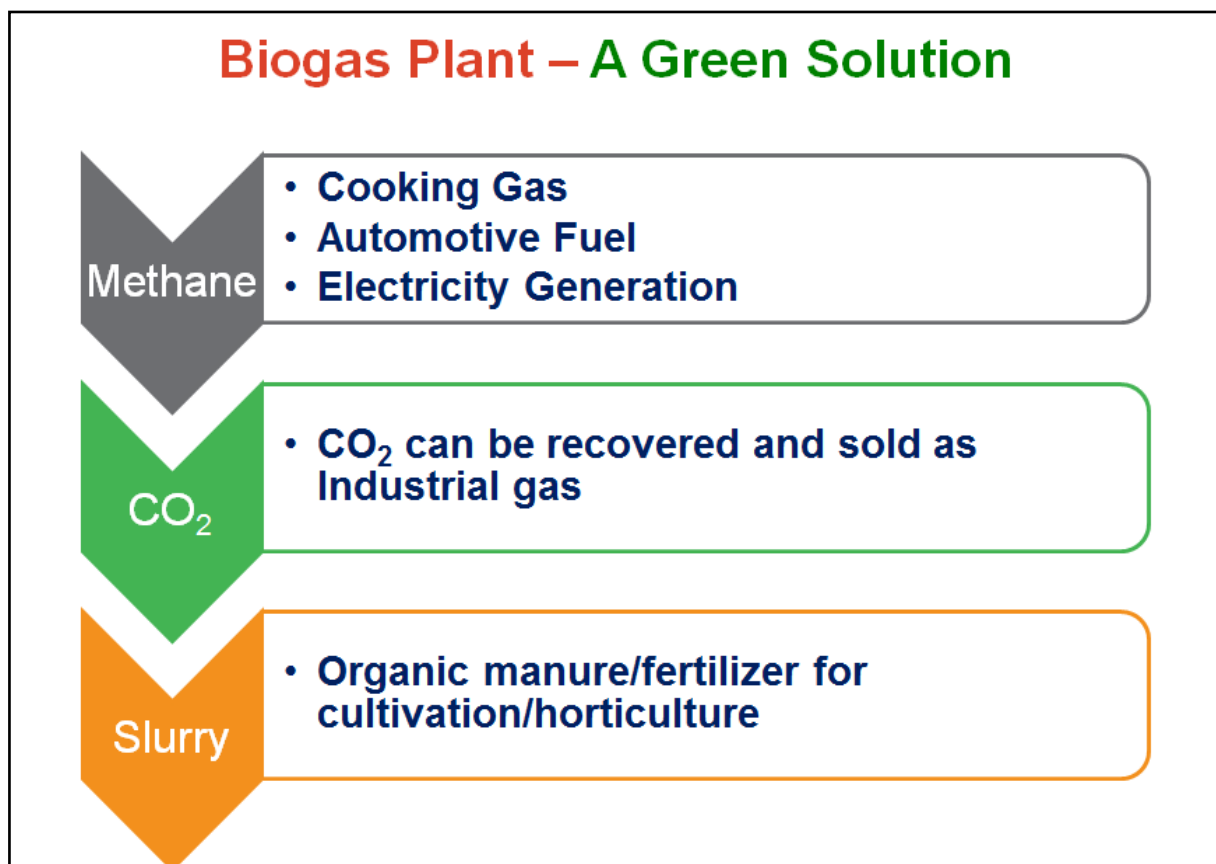 Biogas Plant – A Green Solution
Methane
• Cooking Gas
• Automotive Fuel
• Electricity Generation
CO₂
• CO₂ can be recovered and sold as
Industrial gas
Slurry
• Organic manure/fertilizer for
cultivation/horticulture